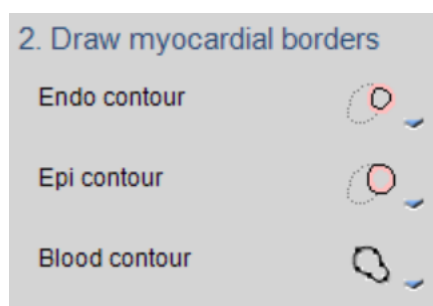 2. Draw myocardial borders
Endo contour
Epi contour
Blood contour